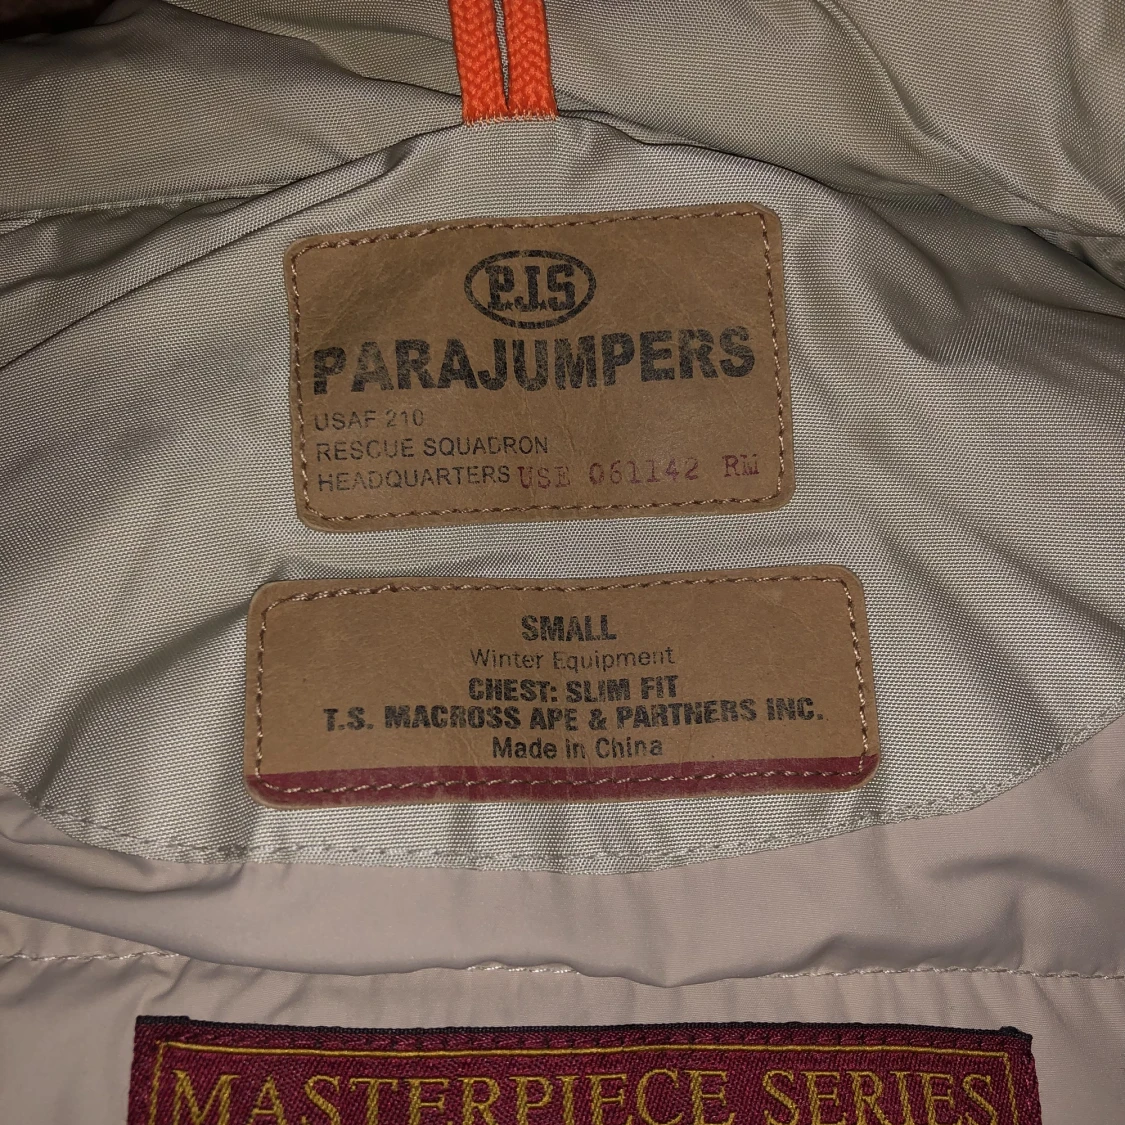 P.J.S
PARAJUMPERS
USAF 210
RESCUE SQUADRON
HEADQUARTERS USE 061142 RM
SMALL
Winter Equipment
CHEST: SLIM FIT
T.S. MACROSS APE & PARTNERS INC.
Made in China
MASTERPIECE SERIES